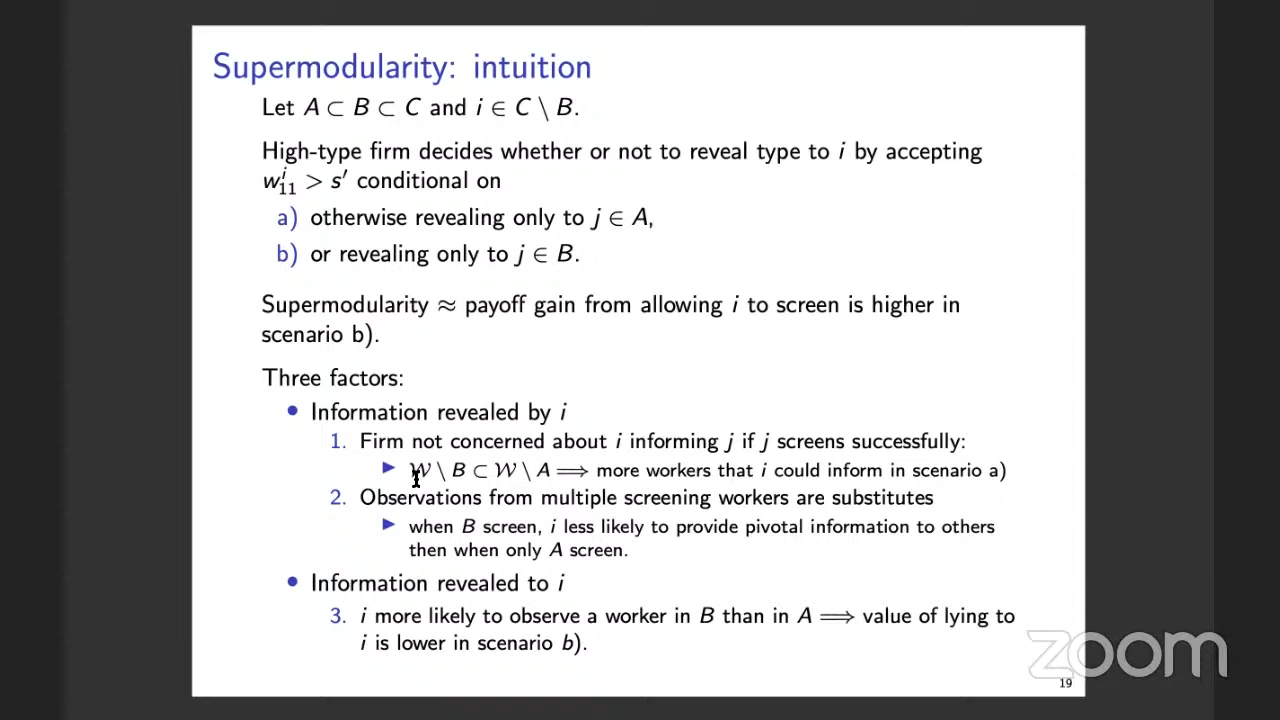 Supermodularity: intuition
Let A ⊂ B ⊂ C and i ∈ C \ B.
High-type firm decides whether or not to reveal type to i by accepting
w^i_11 > s′ conditional on
a) otherwise revealing only to j ∈ A,
b) or revealing only to j ∈ B.
Supermodularity ≈ payoff gain from allowing i to screen is higher in
scenario b).
Three factors:
• Information revealed by i
1. Firm not concerned about i informing j if j screens successfully:
▶ 𝒲 \ B ⊂ 𝒲 \ A ⟹ more workers that i could inform in scenario a)
2. Observations from multiple screening workers are substitutes
▶ when B screen, i less likely to provide pivotal information to others
then when only A screen.
• Information revealed to i
3. i more likely to observe a worker in B than in A ⟹ value of lying to
i is lower in scenario b).
zoom
19